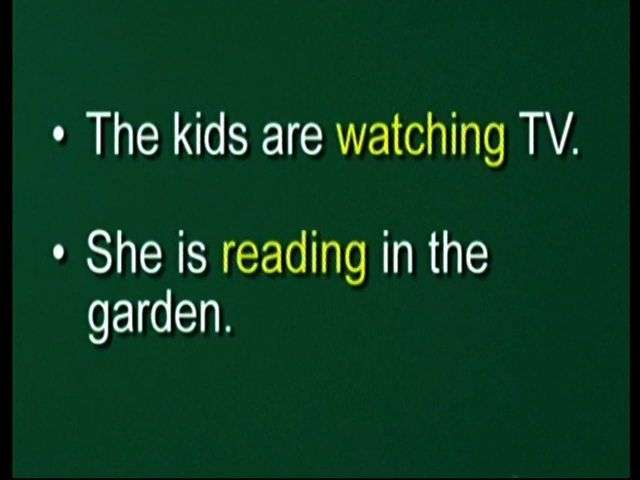 • The kids are watching TV.
• She is reading in the
garden.